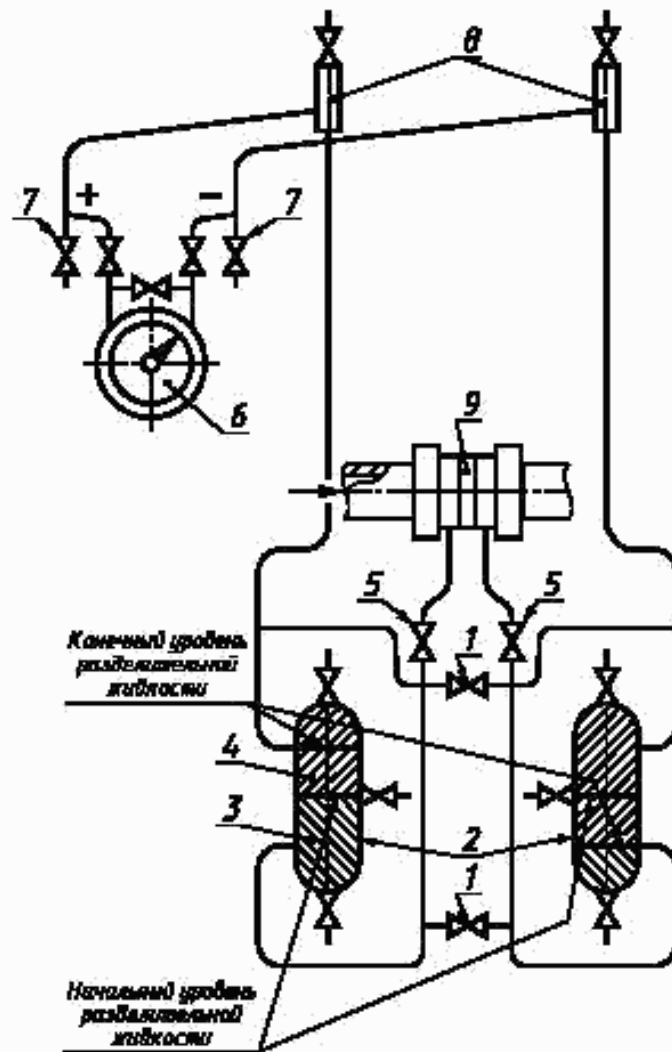 8
7 + − 7
6
9
5 5
1
Конечный уровень
разделительной
жидкости
4
3 2
1
Начальный уровень
разделительной
жидкости